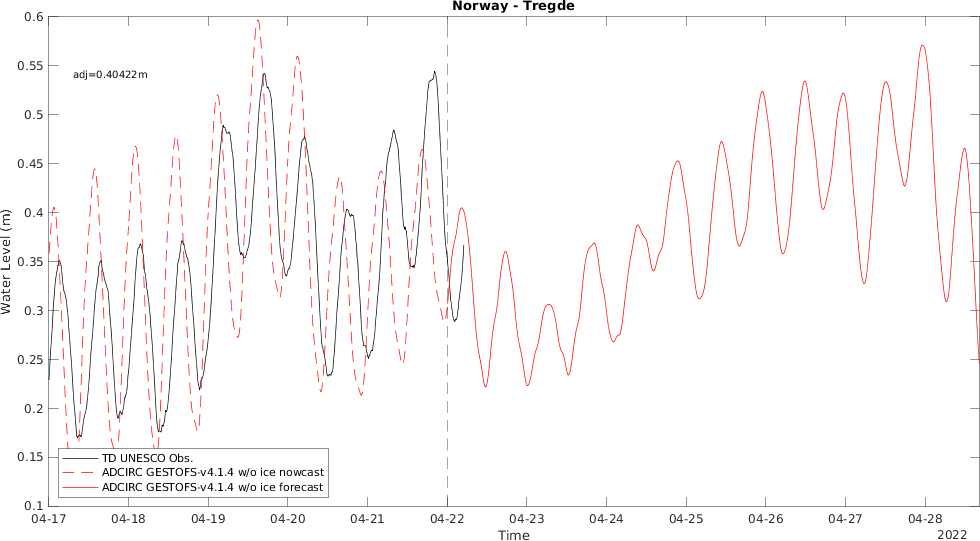 Norway - Tregde
0.6
0.55
0.5
0.45
0.4
0.35
0.3
0.25
0.2
0.15
0.1
Water Level (m)
adj=0.40422m
TD UNESCO Obs.
ADCIRC GESTOFS-v4.1.4 w/o ice nowcast
ADCIRC GESTOFS-v4.1.4 w/o ice forecast
04-17 04-18 04-19 04-20 04-21 04-22 04-23 04-24 04-25 04-26 04-27 04-28
Time
2022